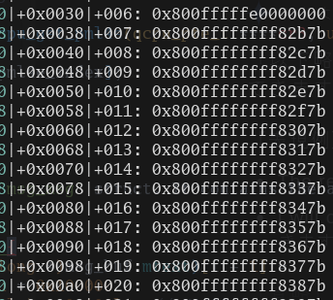 |+0x0030|+006: 0x800fffffe0000000
8|+0x0038|+007: 0x800ffffffff82b7b
0|+0x0040|+008: 0x800ffffffff82c7b
8|+0x0048|+009: 0x800ffffffff82d7b
0|+0x0050|+010: 0x800ffffffff82e7b
8|+0x0058|+011: 0x800ffffffff82f7b
0|+0x0060|+012: 0x800ffffffff8307b
8|+0x0068|+013: 0x800ffffffff8317b
0|+0x0070|+014: 0x800ffffffff8327b
8|+0x0078|+015: 0x800ffffffff8337b
0|+0x0080|+016: 0x800ffffffff8347b
8|+0x0088|+017: 0x800ffffffff8357b
0|+0x0090|+018: 0x800ffffffff8367b
8|+0x0098|+019: 0x800ffffffff8377b
0|+0x00a0|+020: 0x800ffffffff8387b